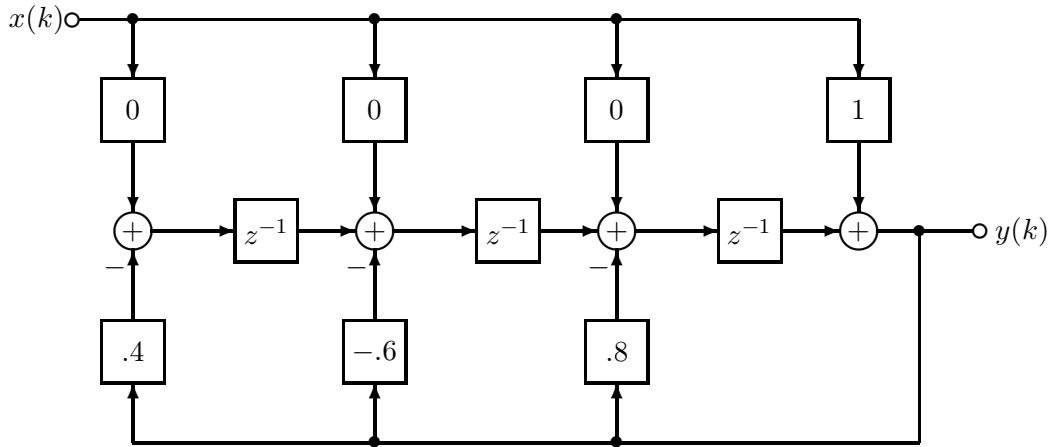 x(k)
0 0 0 1
+ z⁻¹ + z⁻¹ + z⁻¹ + y(k)
− − −
.4 −.6 .8